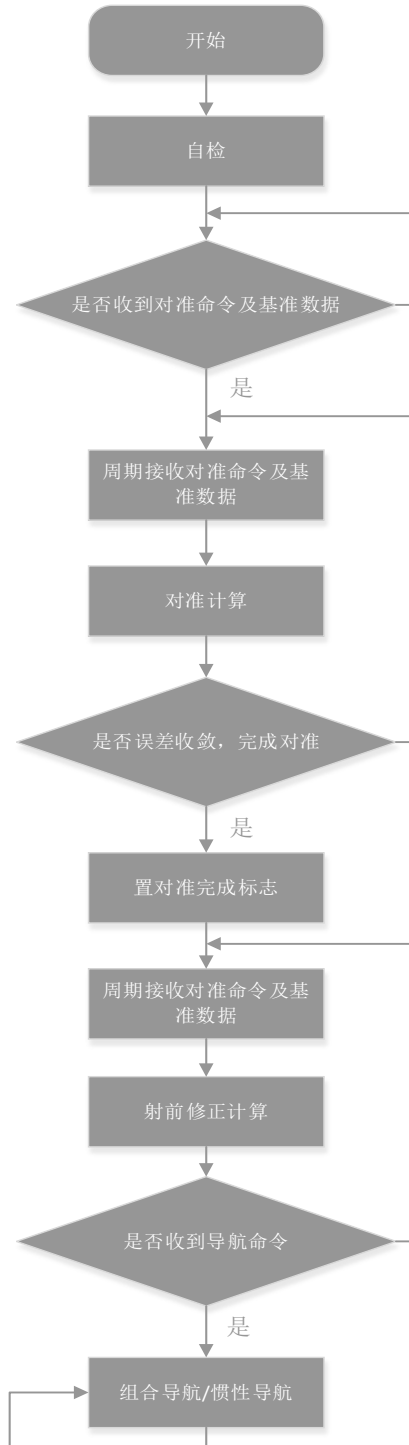 开始
自检
是否收到对准命令及基准数据
是
周期接收对准命令及基
准数据
对准计算
是否误差收敛，完成对准
是
置对准完成标志
周期接收对准命令及基
准数据
射前修正计算
是否收到导航命令
是
组合导航/惯性导航